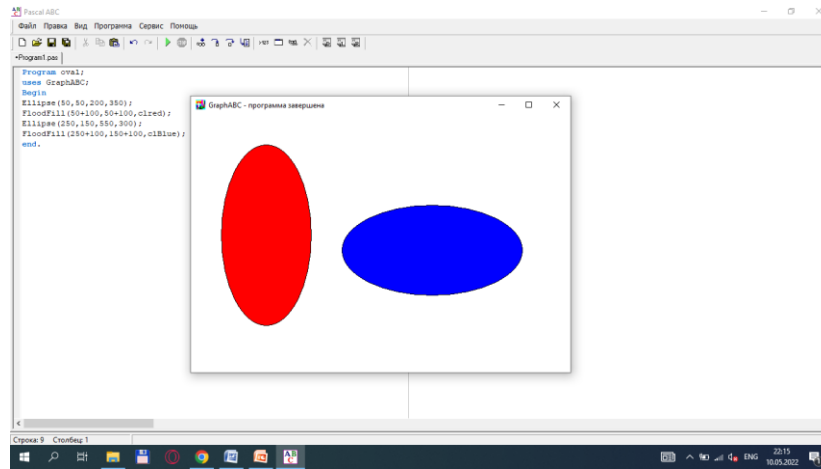 Pascal ABC
Файл Правка Вид Программа Сервис Помощь
•Program1.pas
Program oval;
uses GraphABC;
Begin
Ellipse(50,50,200,350);
FloodFill(50+100,50+100,clred);
Ellipse(250,150,550,300);
FloodFill(250+100,150+100,clBlue);
end.
GraphABC - программа завершена
Строка: 9 Столбец: 1
ENG
22:15
10.05.2022